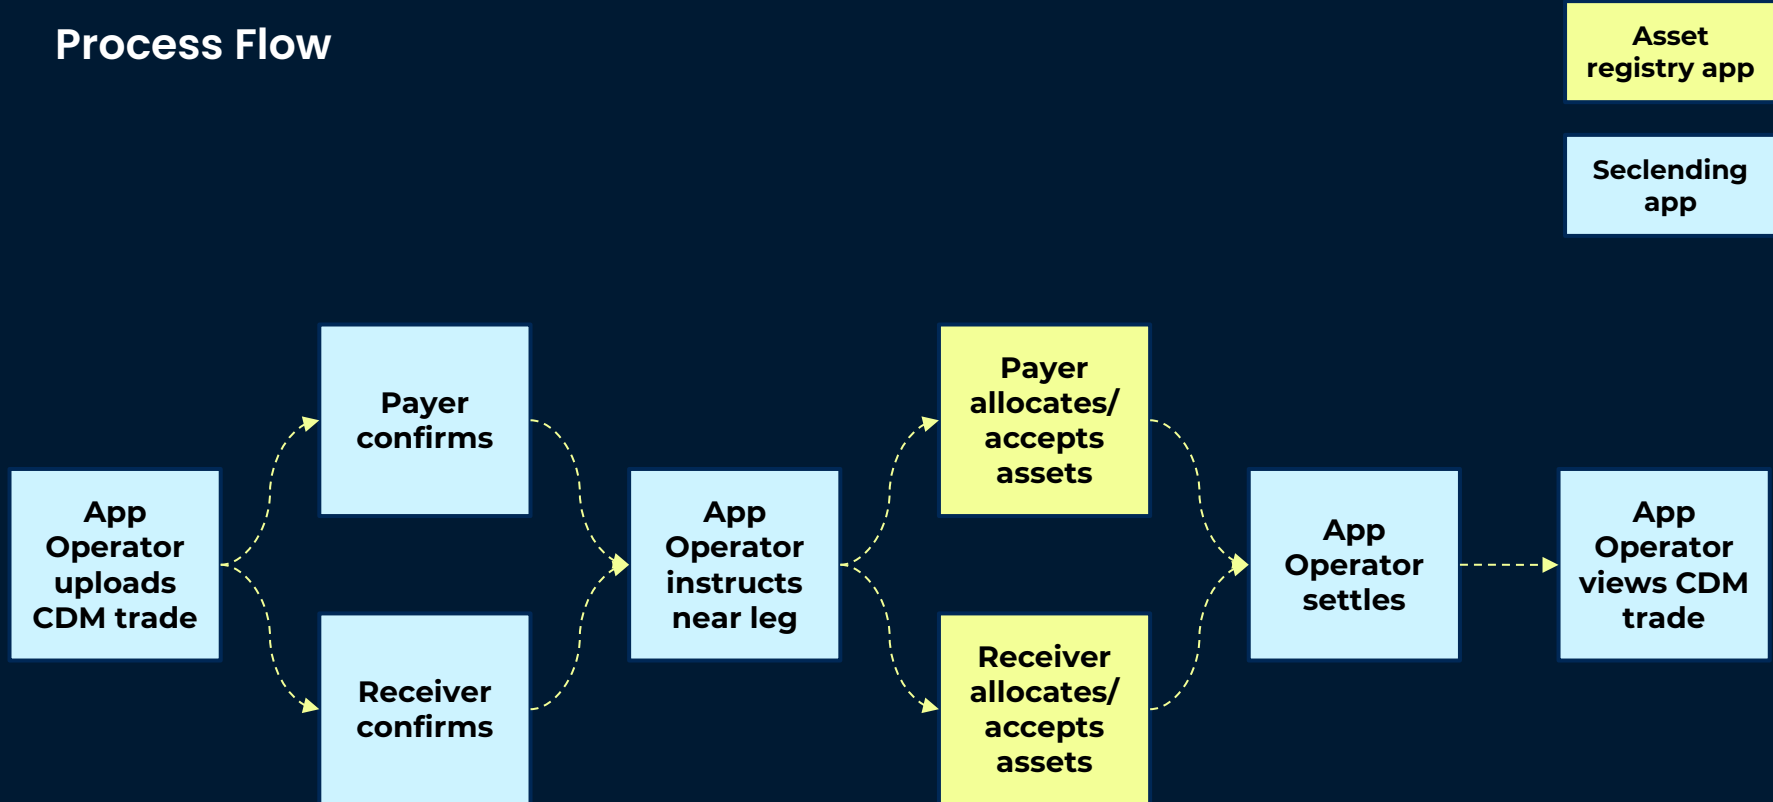 Process Flow
Asset
registry app
Seclending
app
App
Operator
uploads
CDM trade
Payer
confirms
Receiver
confirms
App
Operator
instructs
near leg
Payer
allocates/
accepts
assets
Receiver
allocates/
accepts
assets
App
Operator
settles
App
Operator
views CDM
trade